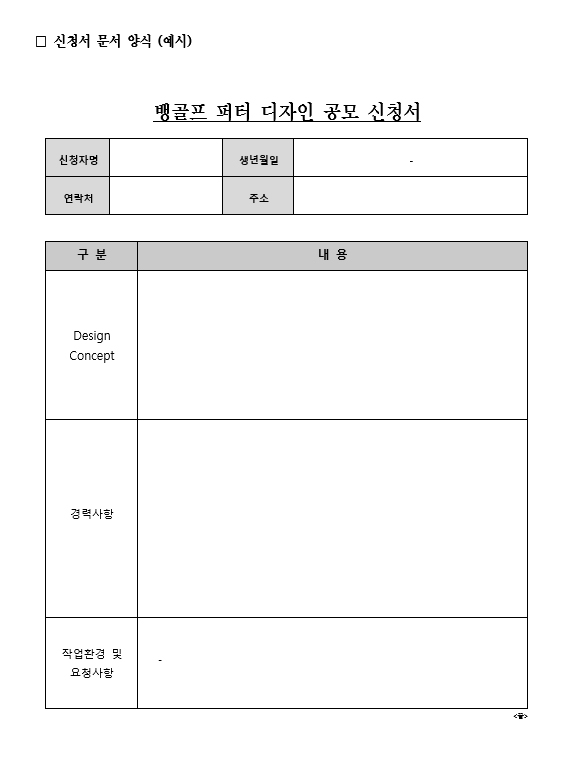 □ 신청서 문서 양식 (예시)
뱅골프 퍼터 디자인 공모 신청서
신청자명 생년월일 -
연락처 주소
구 분 내 용
Design
Concept
경력사항
작업환경 및
요청사항
-
<끝>